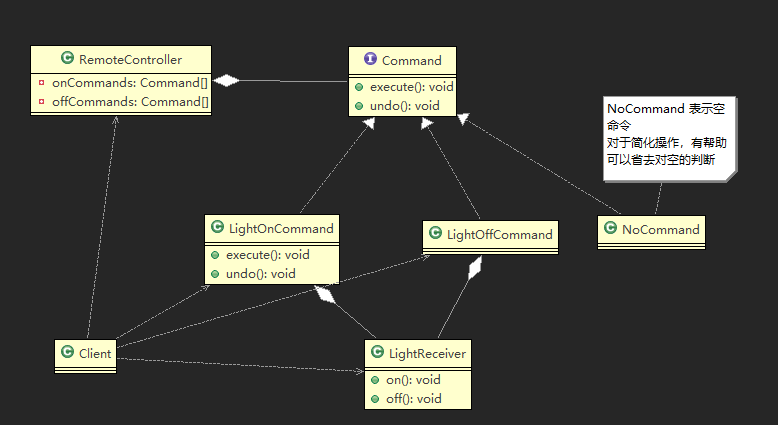 RemoteController
onCommands: Command[]
offCommands: Command[]
I Command
execute(): void
undo(): void
NoCommand 表示空
命令
对于简化操作，有帮助
可以省去对空的判断
C LightOnCommand
execute(): void
undo(): void
C LightOffCommand
C NoCommand
C Client
C LightReceiver
on(): void
off(): void